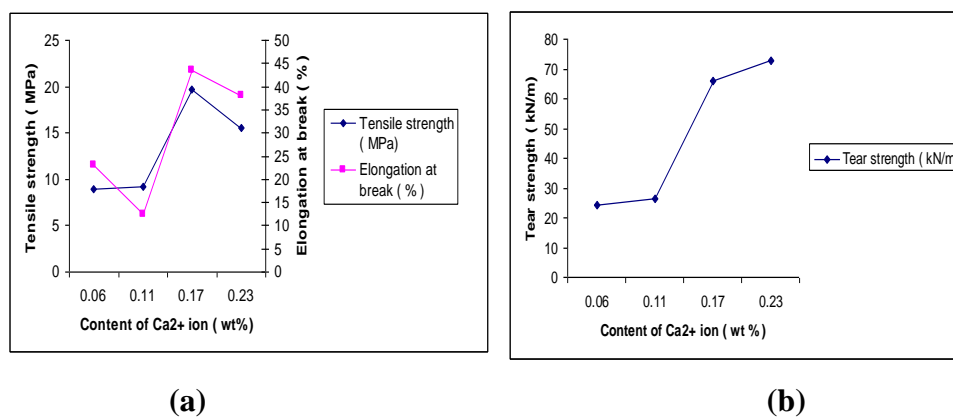 25
20
15
10
5
0
Tensile strength ( MPa)
50
45
40
35
30
25
20
15
10
5
0
Elongation at break ( %)
0.06 0.11 0.17 0.23
Content of Ca2+ ion ( wt%)
Tensile strength
( MPa)
Elongation at
break ( %)
(a)
80
70
60
50
40
30
20
10
0
Tear strength ( kN/m)
0.06 0.11 0.17 0.23
Content of Ca2+ ion ( wt %)
Tear strength ( kN/m
(b)